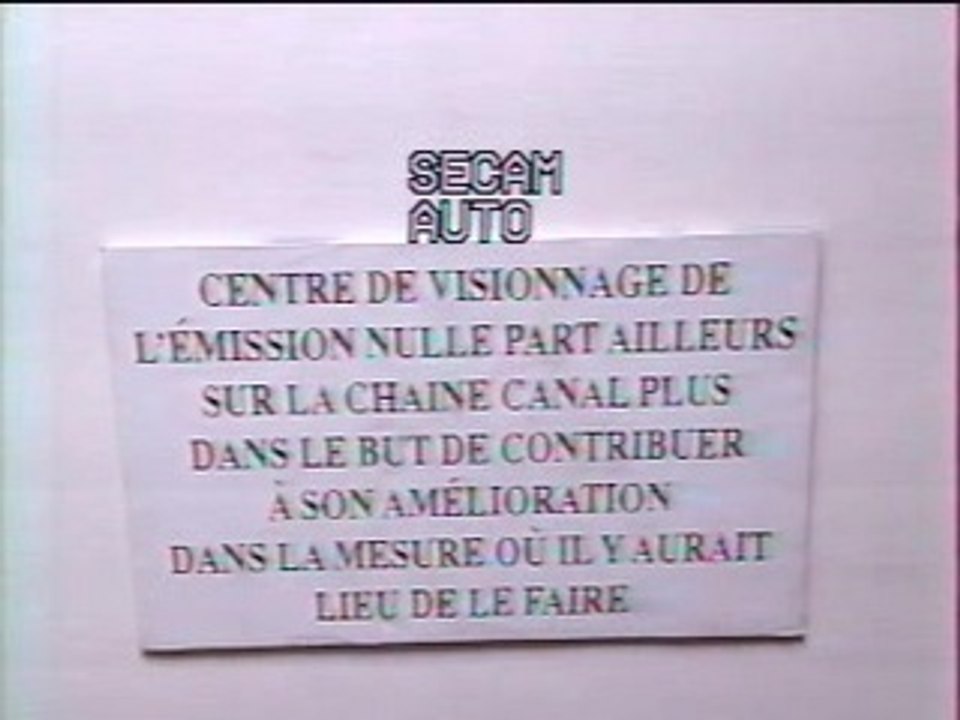 SECAM
AUTO
CENTRE DE VISIONNAGE DE
L'ÉMISSION NULLE PART AILLEURS
SUR LA CHAINE CANAL PLUS
DANS LE BUT DE CONTRIBUER
À SON AMÉLIORATION
DANS LA MESURE OÙ IL Y AURAIT
LIEU DE LE FAIRE